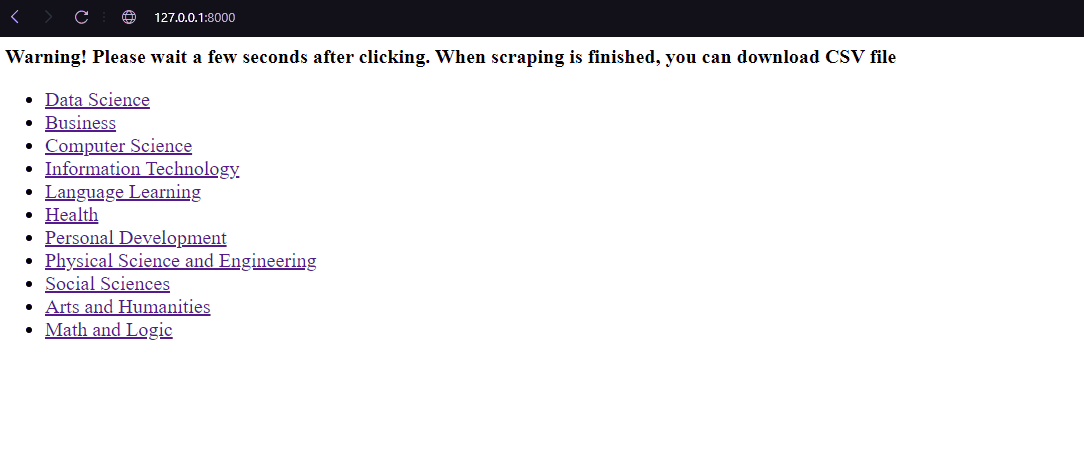 127.0.0.1:8000
Warning! Please wait a few seconds after clicking. When scraping is finished, you can download CSV file
Data Science
Business
Computer Science
Information Technology
Language Learning
Health
Personal Development
Physical Science and Engineering
Social Sciences
Arts and Humanities
Math and Logic